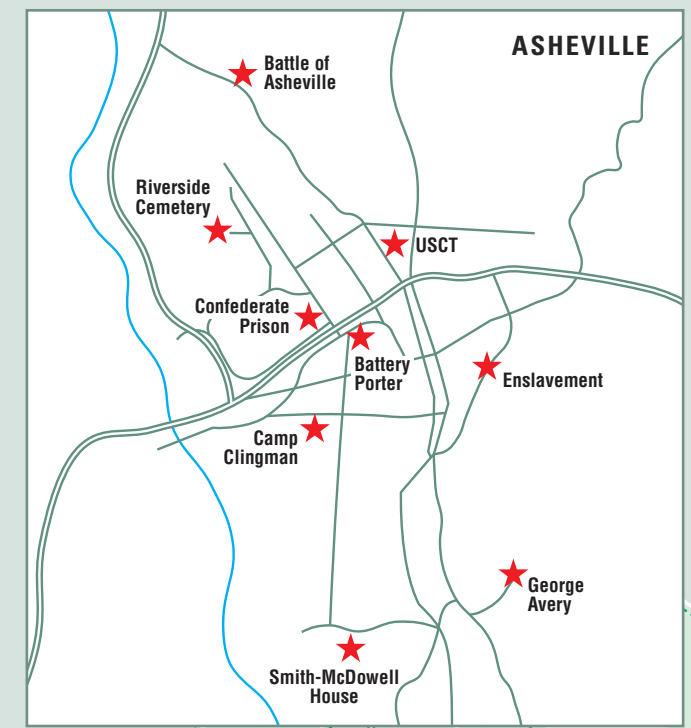 ASHEVILLE
Battle of
Asheville
Riverside
Cemetery
USCT
Confederate
Prison
Battery
Porter
Enslavement
Camp
Clingman
George
Avery
Smith-McDowell
House